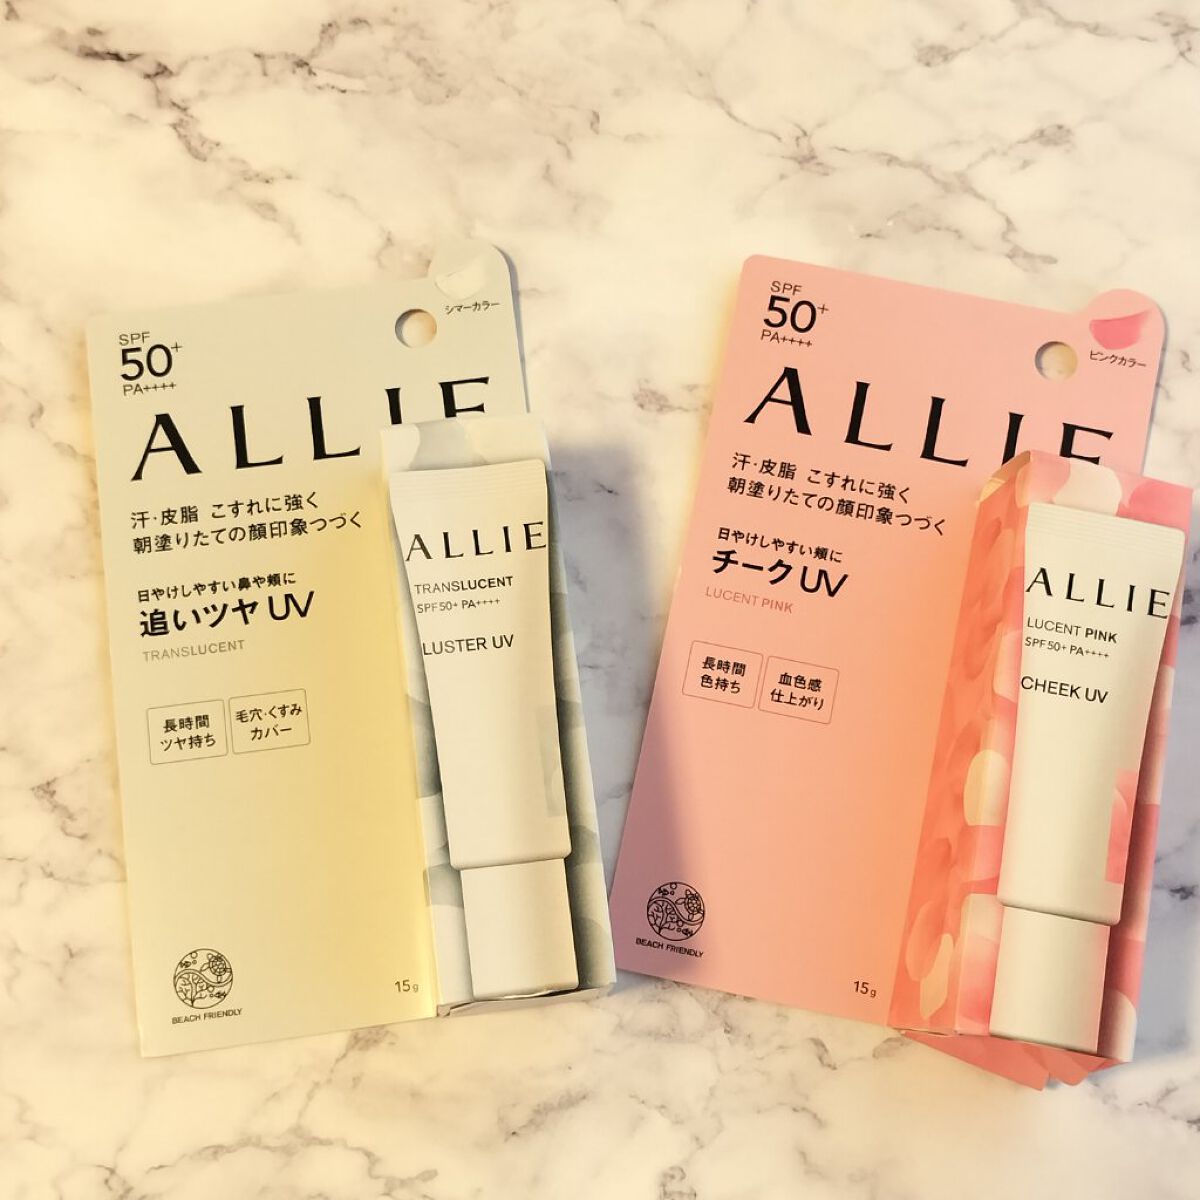 シマーカラー
SPF
50+
PA++++
ALLIE
汗・皮脂 こすれに強く
朝塗りたての顔印象つづく
日やけしやすい鼻や頬に
追いツヤUV
TRANSLUCENT
長時間
ツヤ持ち
毛穴・くすみ
カバー
BEACH FRIENDLY
15g
ALLIE
TRANSLUCENT
SPF50+ PA++++
LUSTER UV
ピンクカラー
SPF
50+
PA++++
ALLIE
汗・皮脂 こすれに強く
朝塗りたての顔印象つづく
日やけしやすい頬に
チークUV
LUCENT PINK
長時間
色持ち
血色感
仕上がり
BEACH FRIENDLY
15g
ALLIE
LUCENT PINK
SPF50+ PA++++
CHEEK UV